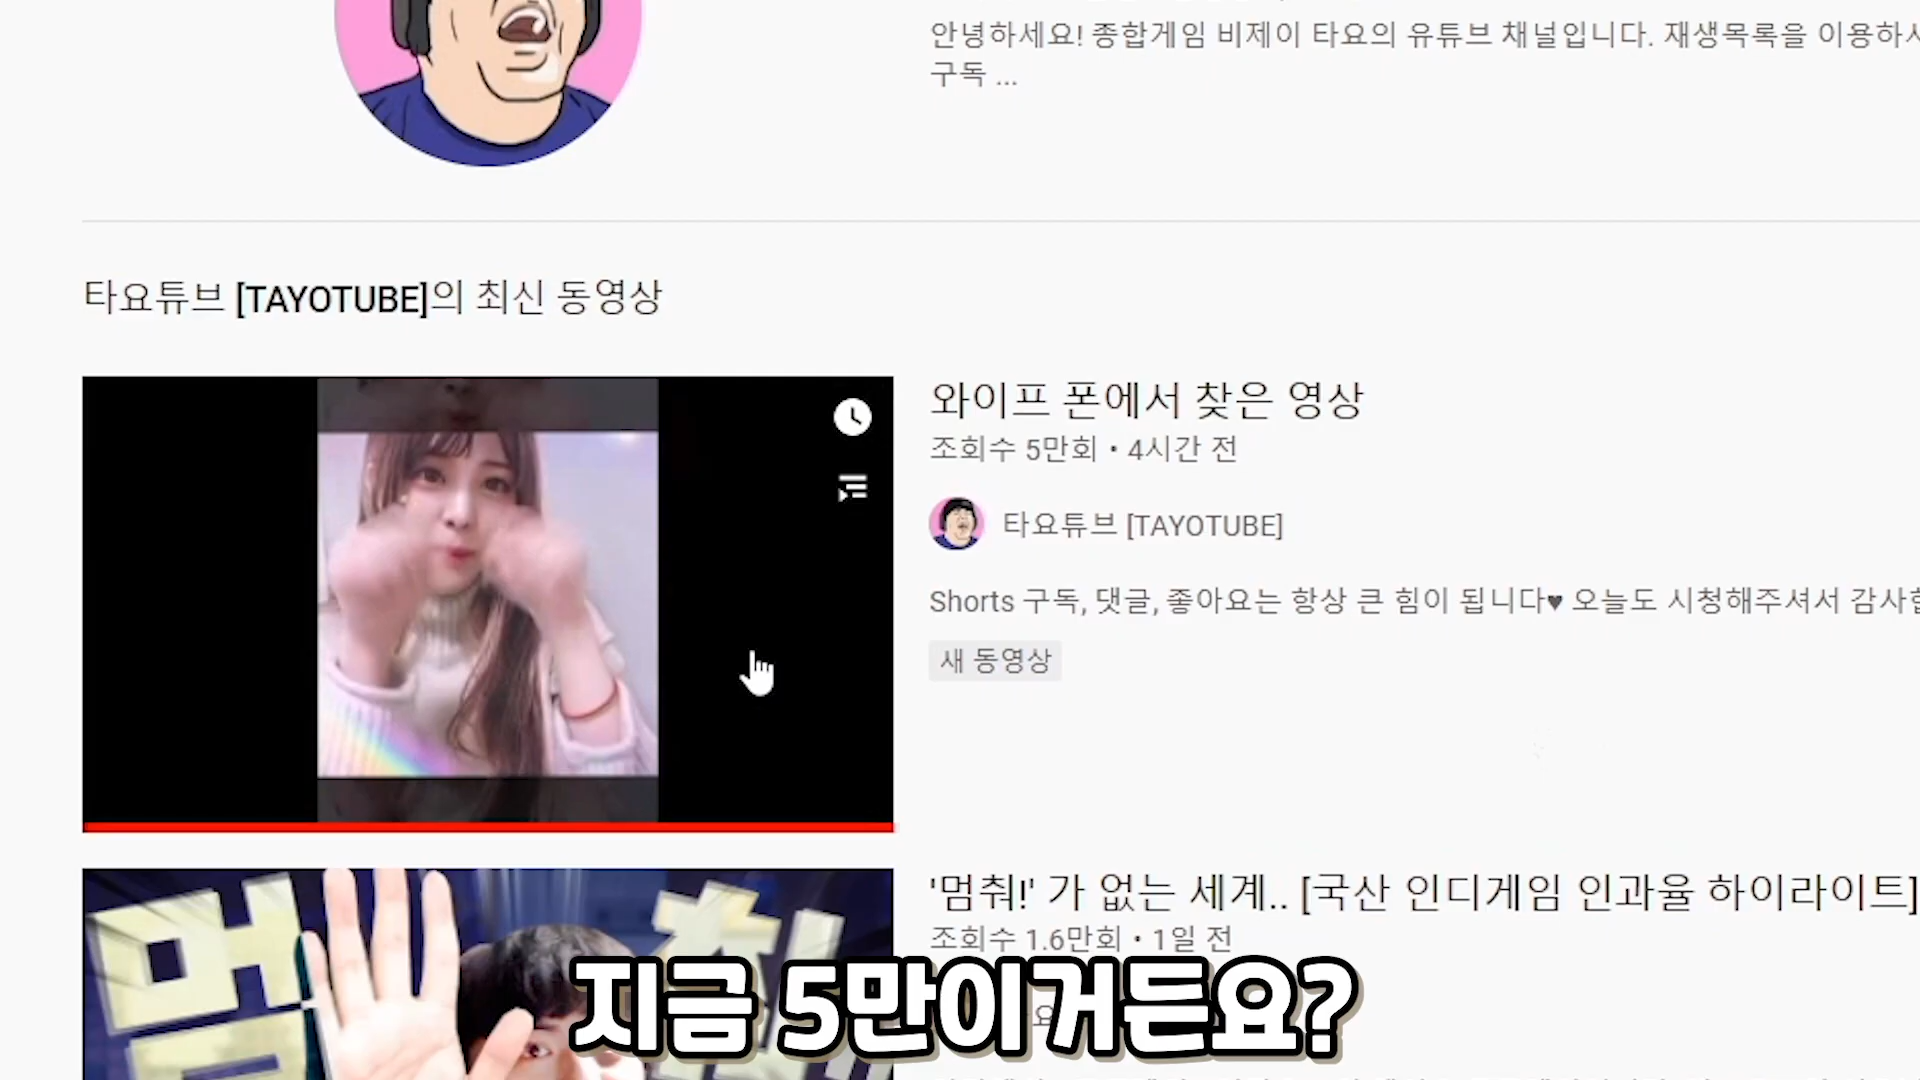 안녕하세요! 종합게임 비제이 타요의 유튜브 채널입니다. 재생목록을 이용하시
구독 ...
타요튜브 [TAYOTUBE]의 최신 동영상
와이프 폰에서 찾은 영상
조회수 5만회 • 4시간 전
타요튜브 [TAYOTUBE]
Shorts 구독, 댓글, 좋아요는 항상 큰 힘이 됩니다♥ 오늘도 시청해주셔서 감사합
새 동영상
'멈춰!' 가 없는 세계.. [국산 인디게임 인과율 하이라이트]
조회수 1.6만회 • 1일 전
멈
지금 5만이거든요?